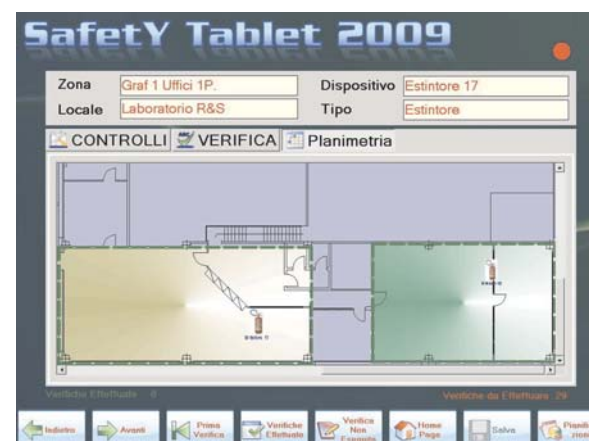 SafetY Tablet 2009
Zona Graf 1 Uffici 1P. Dispositivo Estintore 17
Locale Laboratorio R&S Tipo Estintore
CONTROLLI VERIFICA Planimetria
Verifiche Effettuate 0
Verifiche da Effettuare 29
Indietro
Avanti
Prima Verifica
Verifiche Effettuate
Verifica Non Eseguita
Home Page
Salva